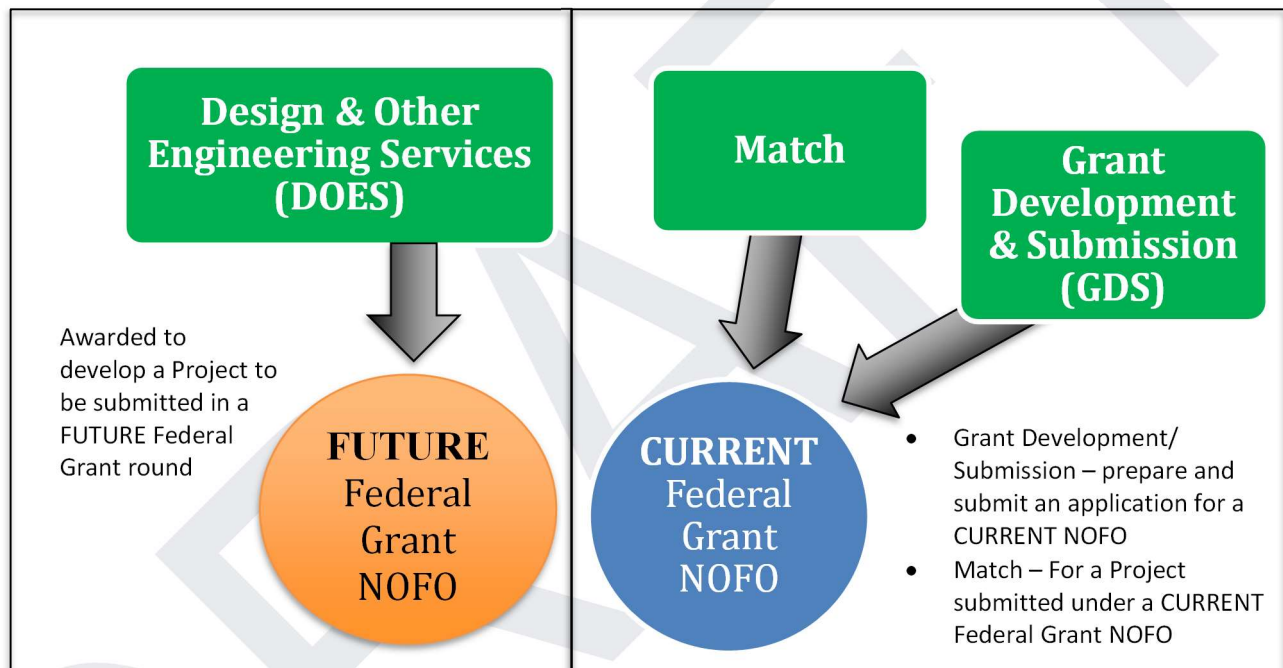 Design & Other
Engineering Services
(DOES)
Awarded to
develop a Project to
be submitted in a
FUTURE Federal
Grant round
FUTURE
Federal
Grant
NOFO
Match
Grant
Development
& Submission
(GDS)
CURRENT
Federal
Grant
NOFO
• Grant Development/
Submission – prepare and
submit an application for a
CURRENT NOFO
• Match – For a Project
submitted under a CURRENT
Federal Grant NOFO